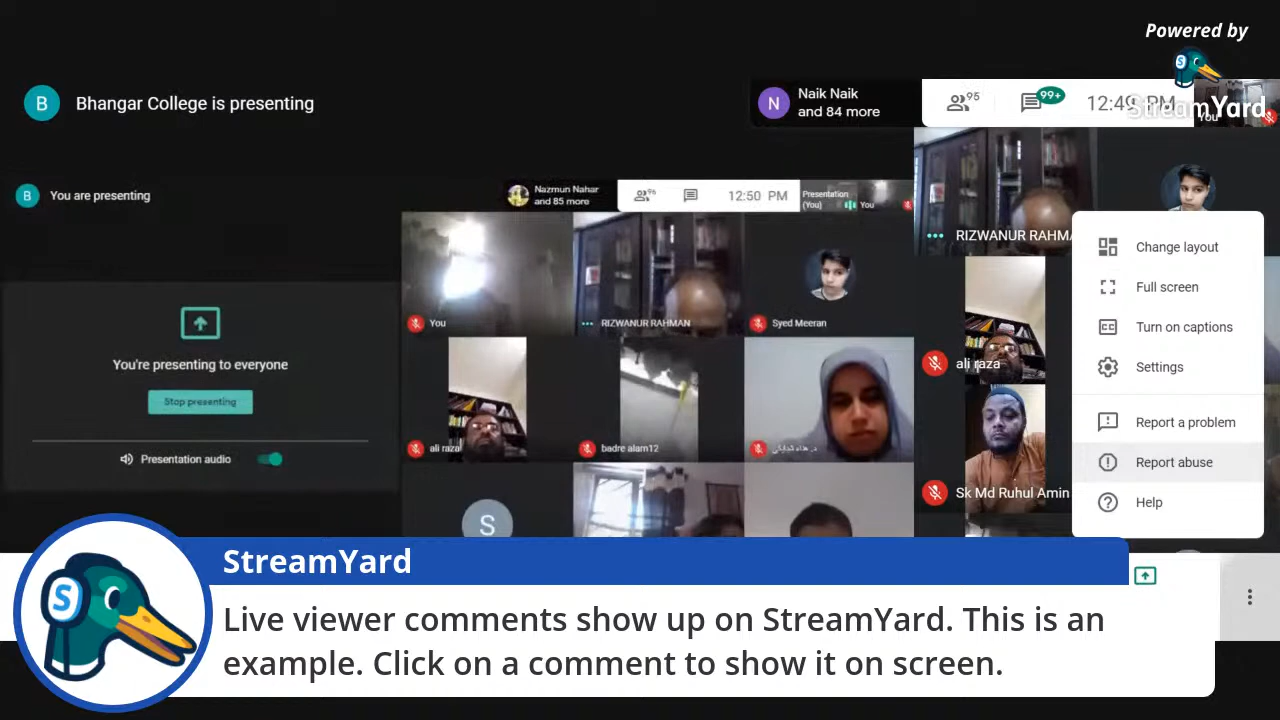 Powered by
StreamYard
B
Bhangar College is presenting
N
Naik Naik
and 84 more
95
99+
12:49 PM
You
B
You are presenting
Nazmun Nahar
and 85 more
96
12:50 PM
Presentation
(You)
You
You're presenting to everyone
Stop presenting
Presentation audio
You
RIZWANUR RAHMAN
Syed Meeran
ali raza
badre alam12
S
RIZWANUR RAHMA
ali raza
Sk Md Ruhul Amin
Change layout
Full screen
CC
Turn on captions
Settings
Report a problem
Report abuse
Help
S
StreamYard
Live viewer comments show up on StreamYard. This is an
example. Click on a comment to show it on screen.